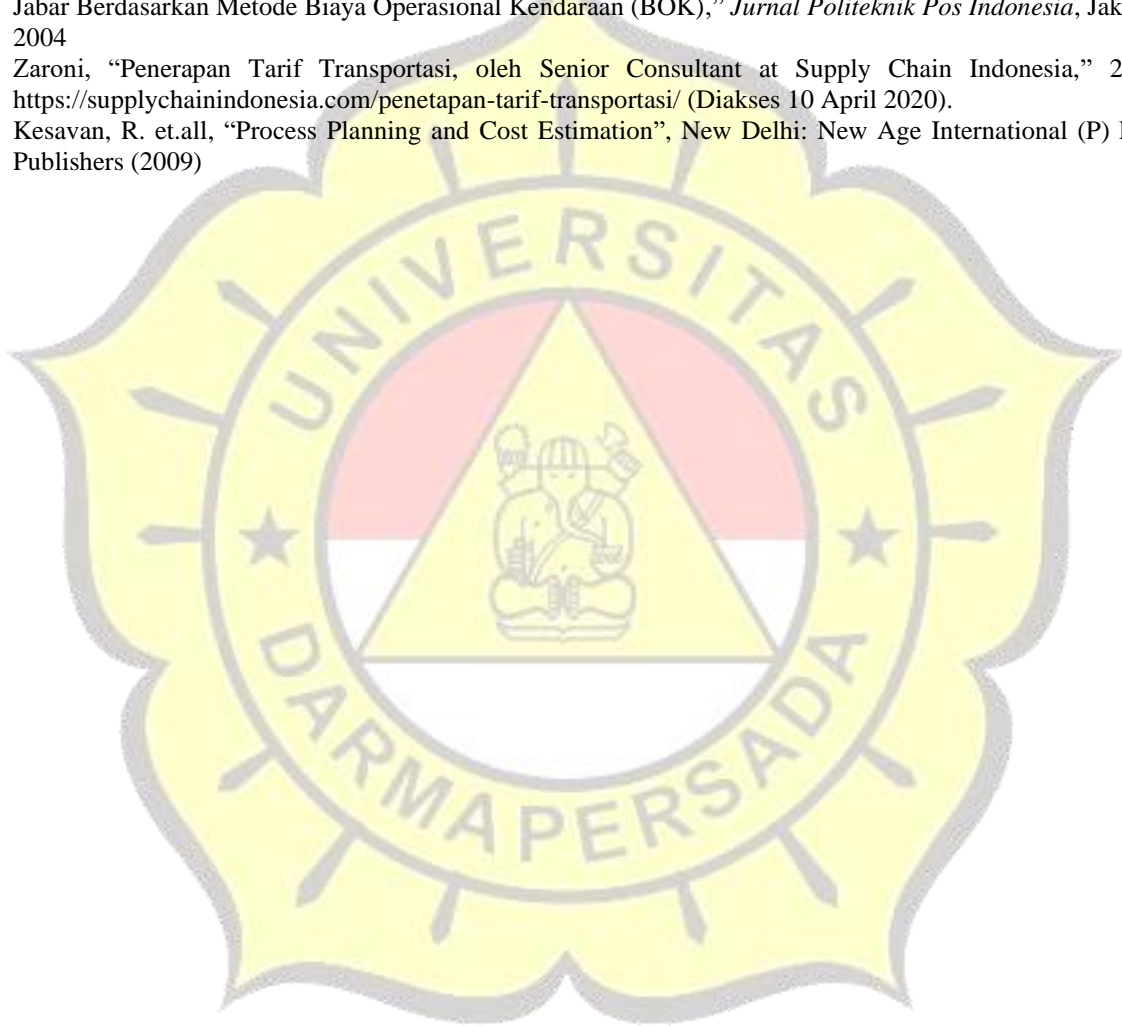 Jabar Berdasarkan Metode Biaya Operasional Kendaraan (BOK),” Jurnal Politeknik Pos Indonesia, Jak
2004
Zaroni, “Penerapan Tarif Transportasi, oleh Senior Consultant at Supply Chain Indonesia,” 2
https://supplychainindonesia.com/penetapan-tarif-transportasi/ (Diakses 10 April 2020).
Kesavan, R. et.all, “Process Planning and Cost Estimation”, New Delhi: New Age International (P) 
Publishers (2009)
UNIVERSITAS
DARMAPERSADA